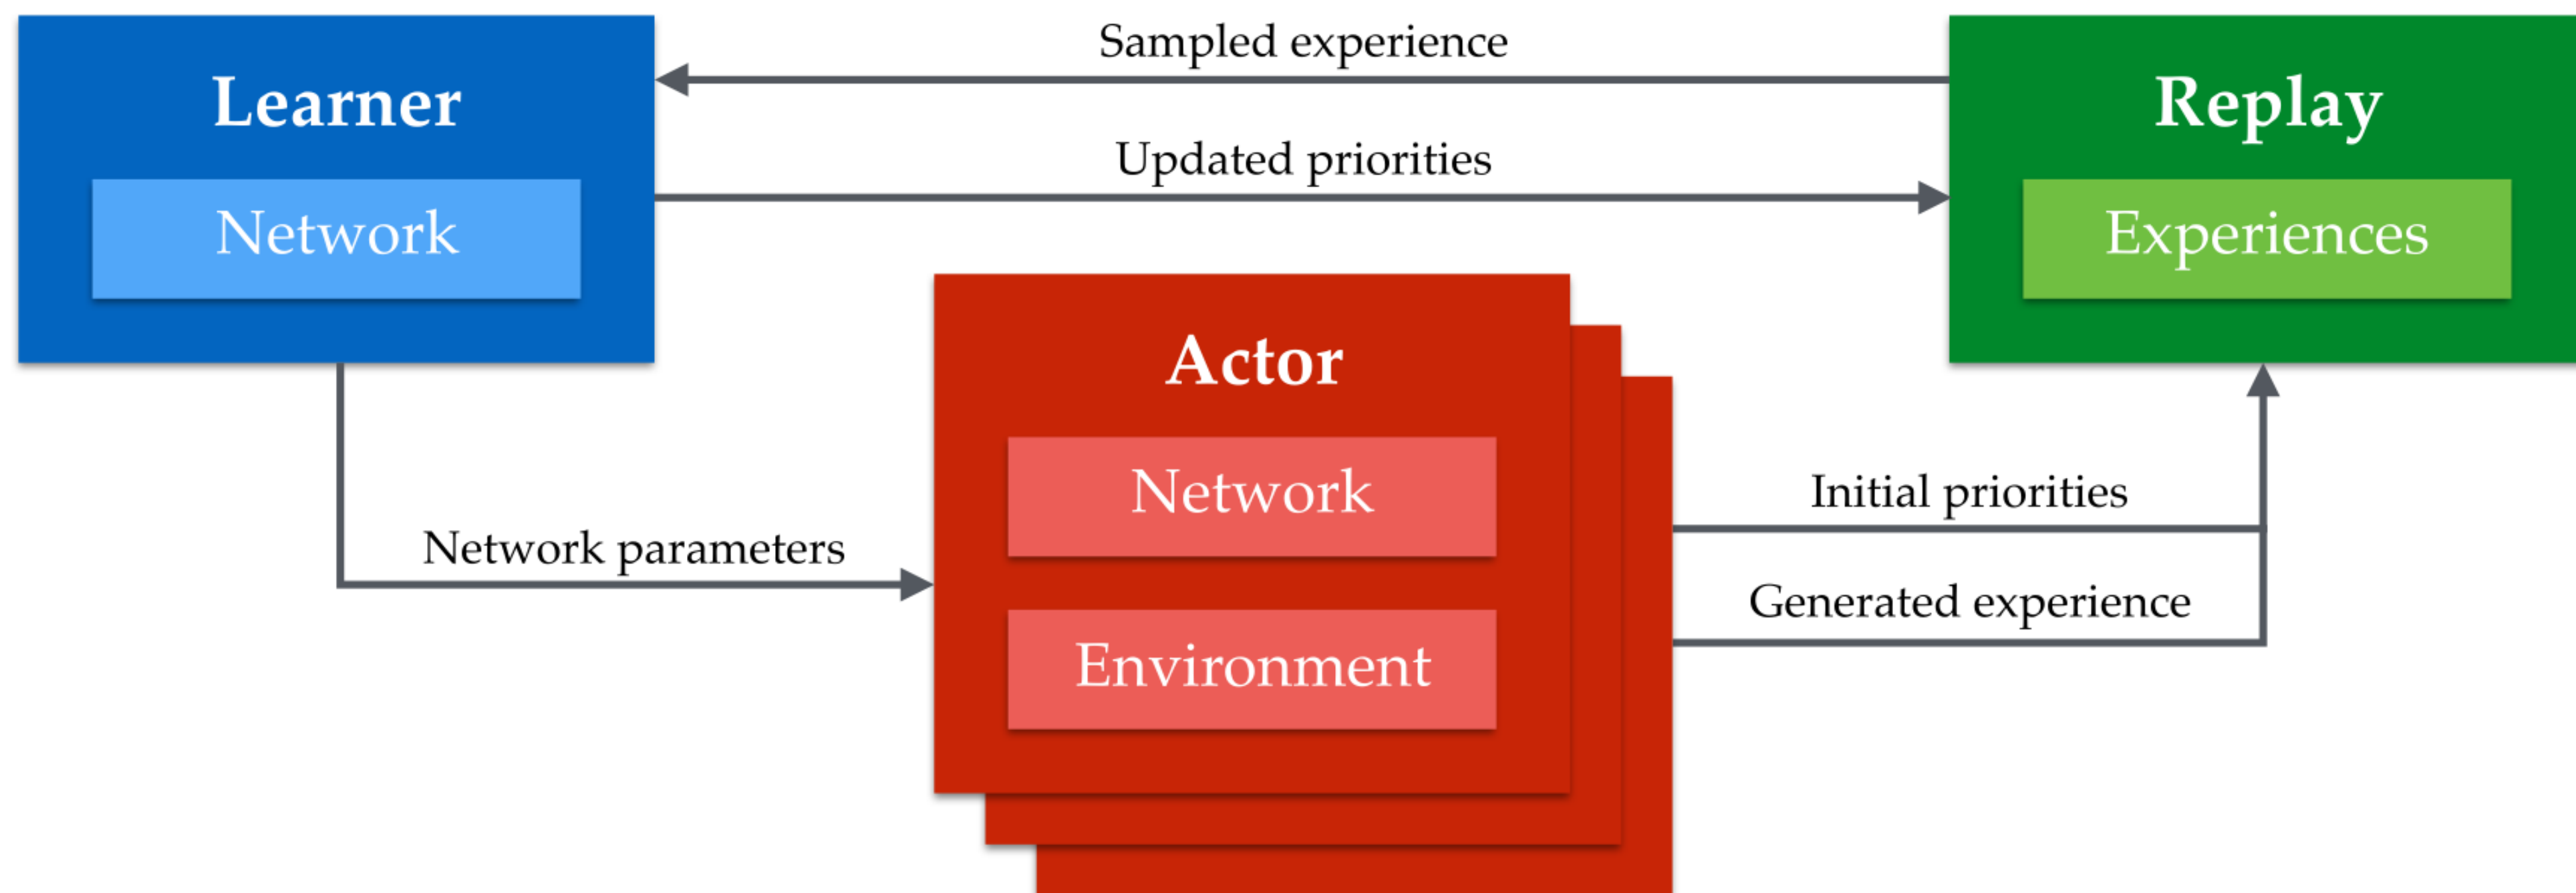 Learner
Network
Sampled experience
Updated priorities
Replay
Experiences
Actor
Network
Environment
Network parameters
Initial priorities
Generated experience